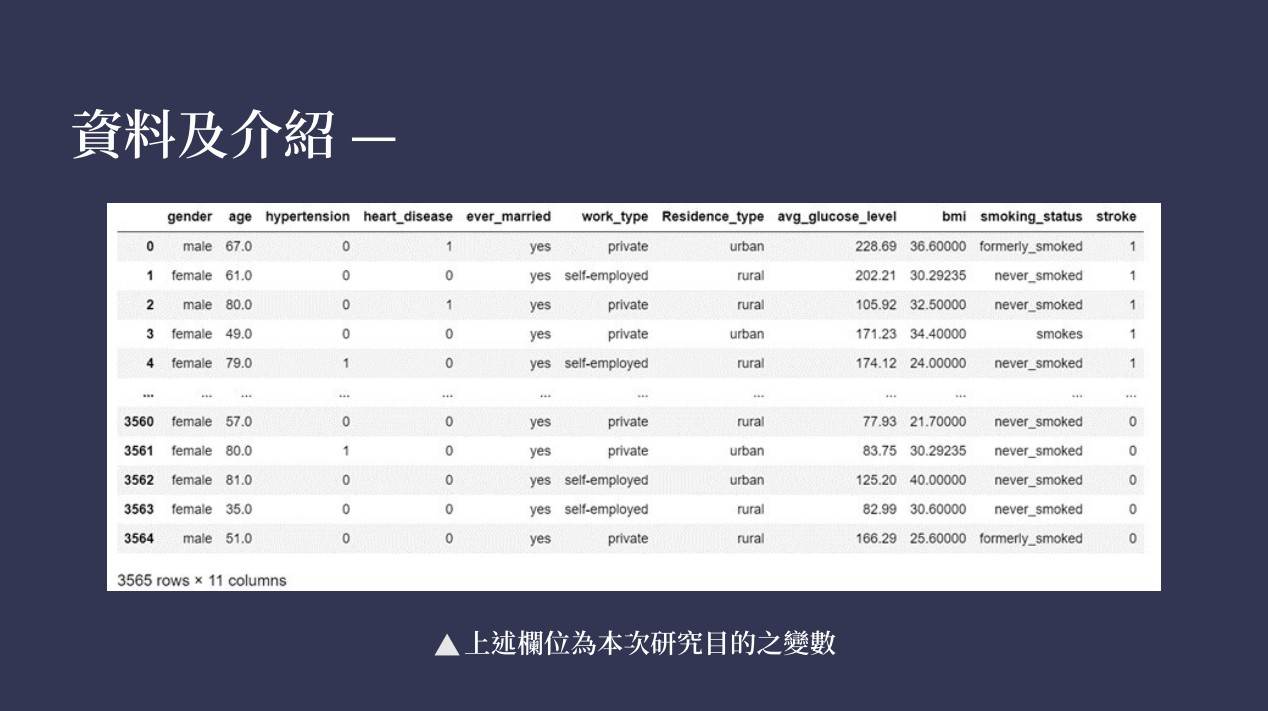 資料及介紹 —
gender age hypertension heart_disease ever_married work_type Residence_type avg_glucose_level bmi smoking_status stroke
0 male 67.0 0 1 yes private urban 228.69 36.60000 formerly_smoked 1
1 female 61.0 0 0 yes self-employed rural 202.21 30.29235 never_smoked 1
2 male 80.0 0 1 yes private rural 105.92 32.50000 never_smoked 1
3 female 49.0 0 0 yes private urban 171.23 34.40000 smokes 1
4 female 79.0 1 0 yes self-employed rural 174.12 24.00000 never_smoked 1
... ... ... ... ... ... ... ... ... ... ... ...
3560 female 57.0 0 0 yes private rural 77.93 21.70000 never_smoked 0
3561 female 80.0 1 0 yes private urban 83.75 30.29235 never_smoked 0
3562 female 81.0 0 0 yes self-employed urban 125.20 40.00000 never_smoked 0
3563 female 35.0 0 0 yes self-employed rural 82.99 30.60000 never_smoked 0
3564 male 51.0 0 0 yes private rural 166.29 25.60000 formerly_smoked 0
3565 rows × 11 columns
▲上述欄位為本次研究目的之變數